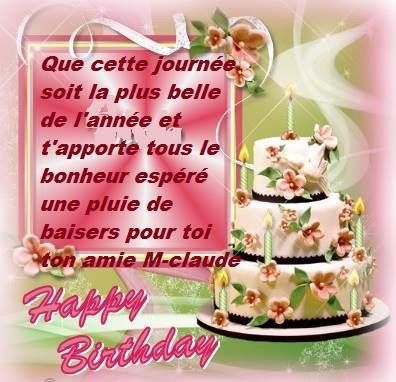 Que cette journée,
soit la plus belle
de l'année et
t'apporte tous le
bonheur espéré
une pluie de
baisers pour toi
ton amie M-claude
Happy
Birthday